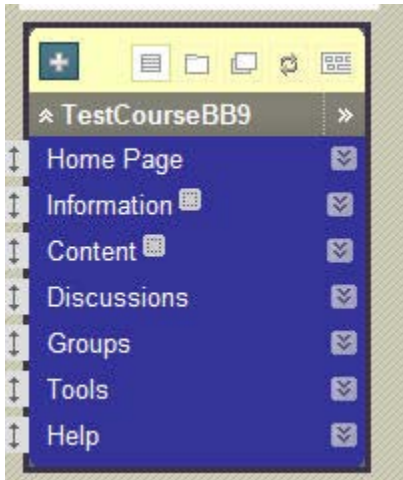 TestCourseBB9
Home Page
Information
Content
Discussions
Groups
Tools
Help